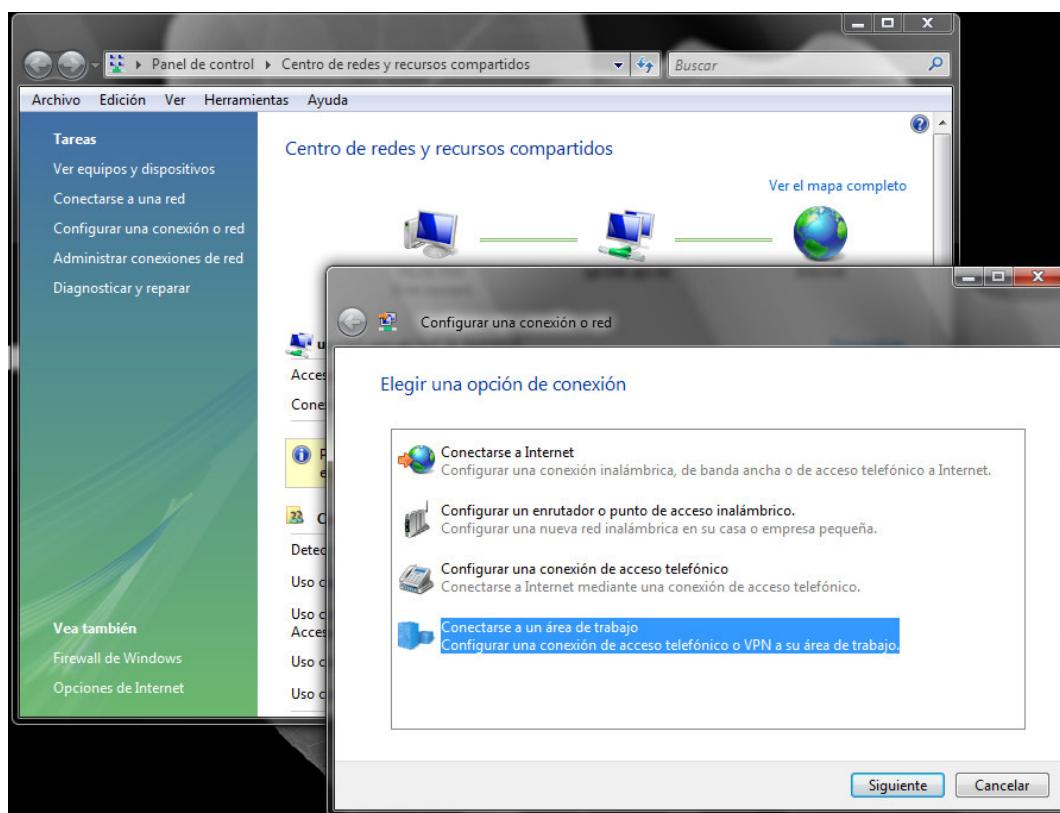 Panel de control
Centro de redes y recursos compartidos
Buscar
Archivo Edición Ver Herramientas Ayuda
Tareas
Ver equipos y dispositivos
Conectarse a una red
Configurar una conexión o red
Administrar conexiones de red
Diagnosticar y reparar
Vea también
Firewall de Windows
Opciones de Internet
Centro de redes y recursos compartidos
Ver el mapa completo
Uso
Uso
Uso
Uso
Configurar una conexión o red
Elegir una opción de conexión
Conectarse a Internet
Configurar una conexión inalámbrica, de banda ancha o de acceso telefónico a Internet.
Configurar un enrutador o punto de acceso inalámbrico.
Configurar una nueva red inalámbrica en su casa o empresa pequeña.
Configurar una conexión de acceso telefónico
Conectarse a Internet mediante una conexión de acceso telefónico.
Conectarse a un área de trabajo
Configurar una conexión de acceso telefónico o VPN a su área de trabajo.
Siguiente Cancelar